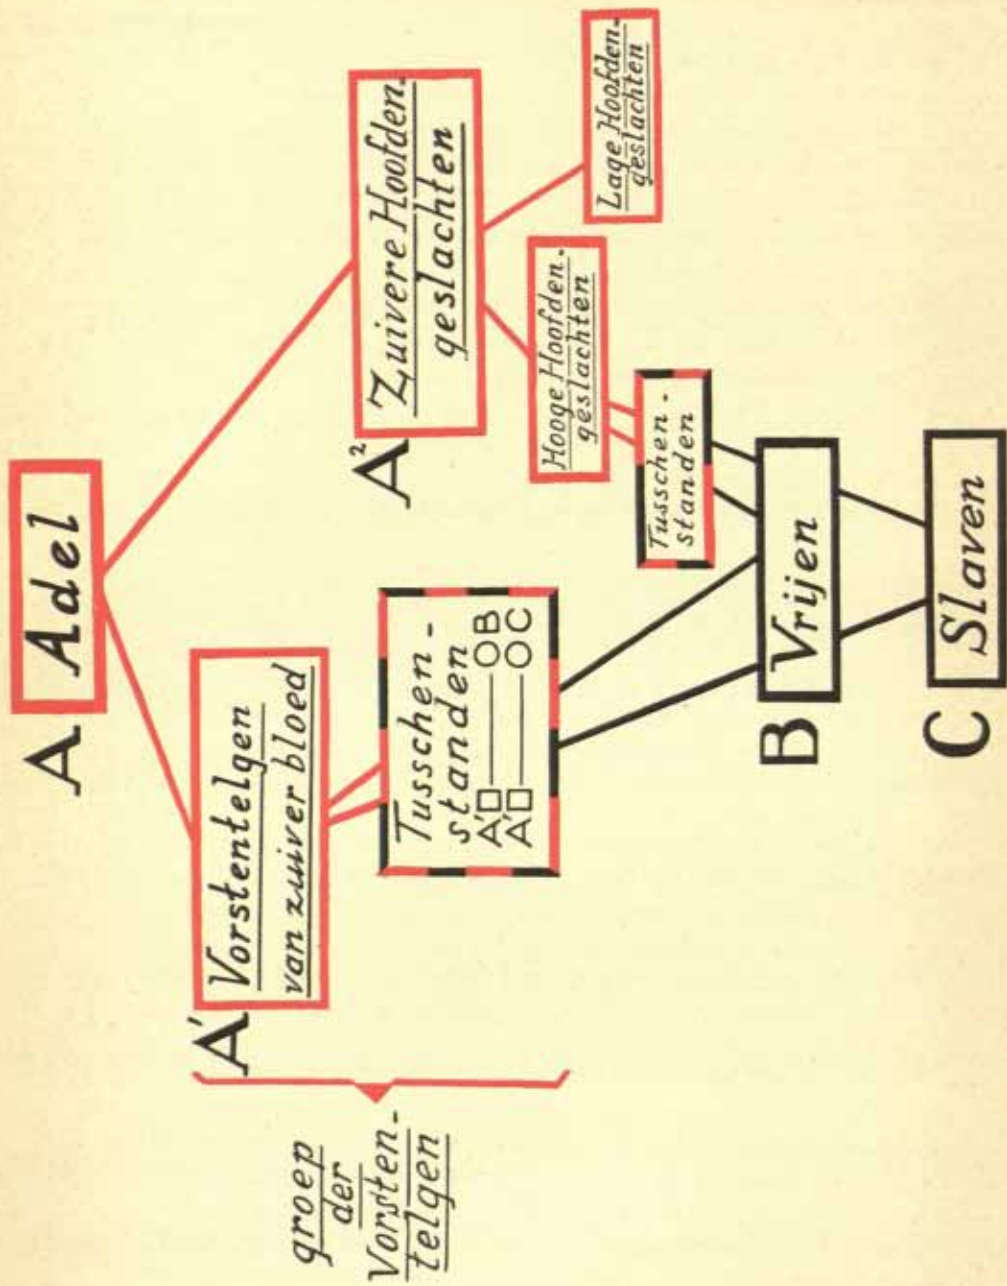 A Adel
A¹ Vorstentelgen
van zuiver bloed
A² Zuivere Hoofden-
geslachten
groep
der
Vorsten-
telgen
Tusschen-
standen
A¹□——○B
A¹□——○C
Hooge Hoofden-
geslachten
Lage Hoofden-
geslachten
Tusschen-
standen
B Vrijen
C Slaven